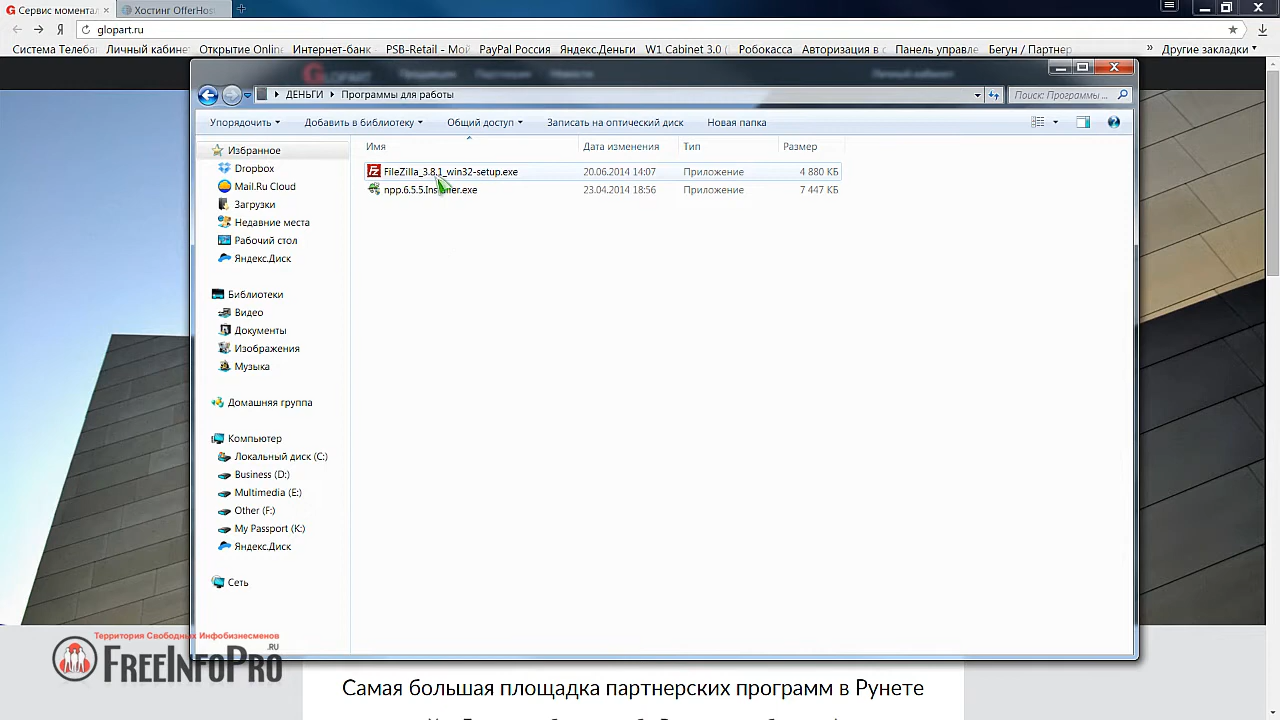 Сервис моментал
Хостинг OfferHos
glopart.ru
Система Телеба
Личный кабине
Открытие Onlin
Интернет-банк
PSB-Retail - Мой
PayPal Россия
Яндекс.Деньги
W1 Cabinet 3.0 (
Робокасса
Авторизация в с
Панель управле
Бегун / Партнер
Другие закладки
GLOPART
Партнерам
Новости
Личный кабинет
ДЕНЬГИ
Программы для работы
Поиск: Программы ...
Упорядочить
Добавить в библиотеку
Общий доступ
Записать на оптический диск
Новая папка
Имя
Дата изменения
Тип
Размер
FileZilla_3.8.1_win32-setup.exe 20.06.2014 14:07 Приложение 4 880 КБ
npp.6.5.5.Installer.exe 23.04.2014 18:56 Приложение 7 447 КБ
Избранное
Dropbox
Mail.Ru Cloud
Загрузки
Недавние места
Рабочий стол
Яндекс.Диск
Библиотеки
Видео
Документы
Изображения
Музыка
Домашняя группа
Компьютер
Локальный диск (C:)
Business (D:)
Multimedia (E:)
Other (F:)
My Passport (K:)
Яндекс.Диск
Сеть
Территория Свободных Инфобизнесменов
.RU
FREEINFOPRO
Самая большая площадка партнерских программ в Рунете